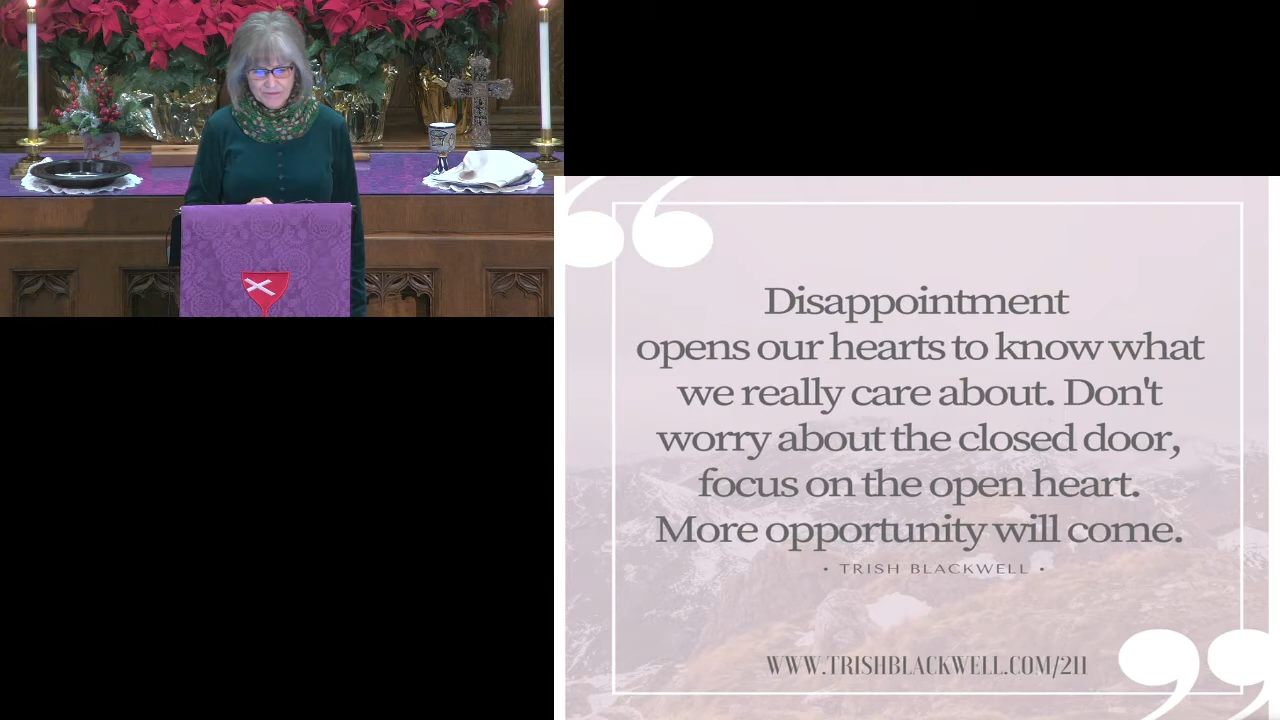 Disappointment
opens our hearts to know what
we really care about. Don't
worry about the closed door,
focus on the open heart.
More opportunity will come.
• TRISH BLACKWELL •
WWW.TRISHBLACKWELL.COM/211